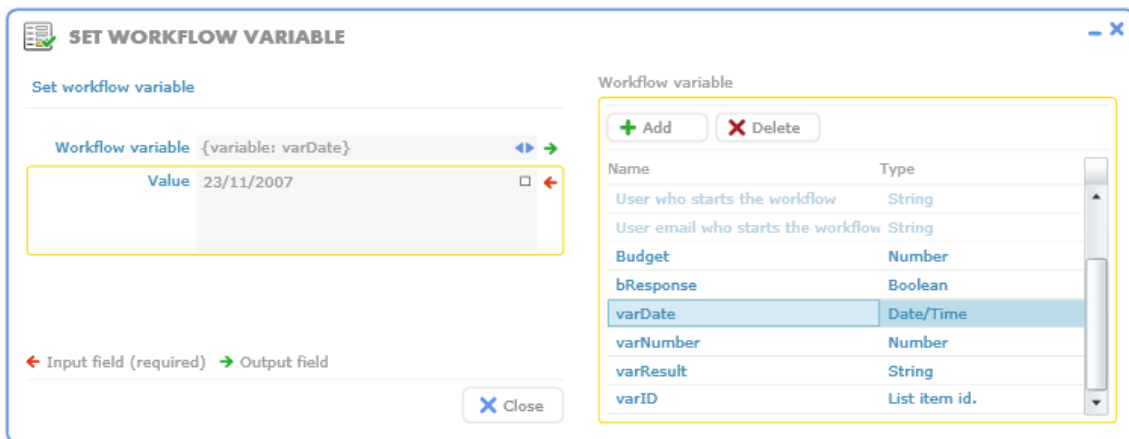 SET WORKFLOW VARIABLE
Set workflow variable
Workflow variable {variable: varDate}
Value 23/11/2007
Input field (required) Output field
Close
Workflow variable
Add Delete
Name Type
User who starts the workflow String
User email who starts the workflow String
Budget Number
bResponse Boolean
varDate Date/Time
varNumber Number
varResult String
varID List item id.